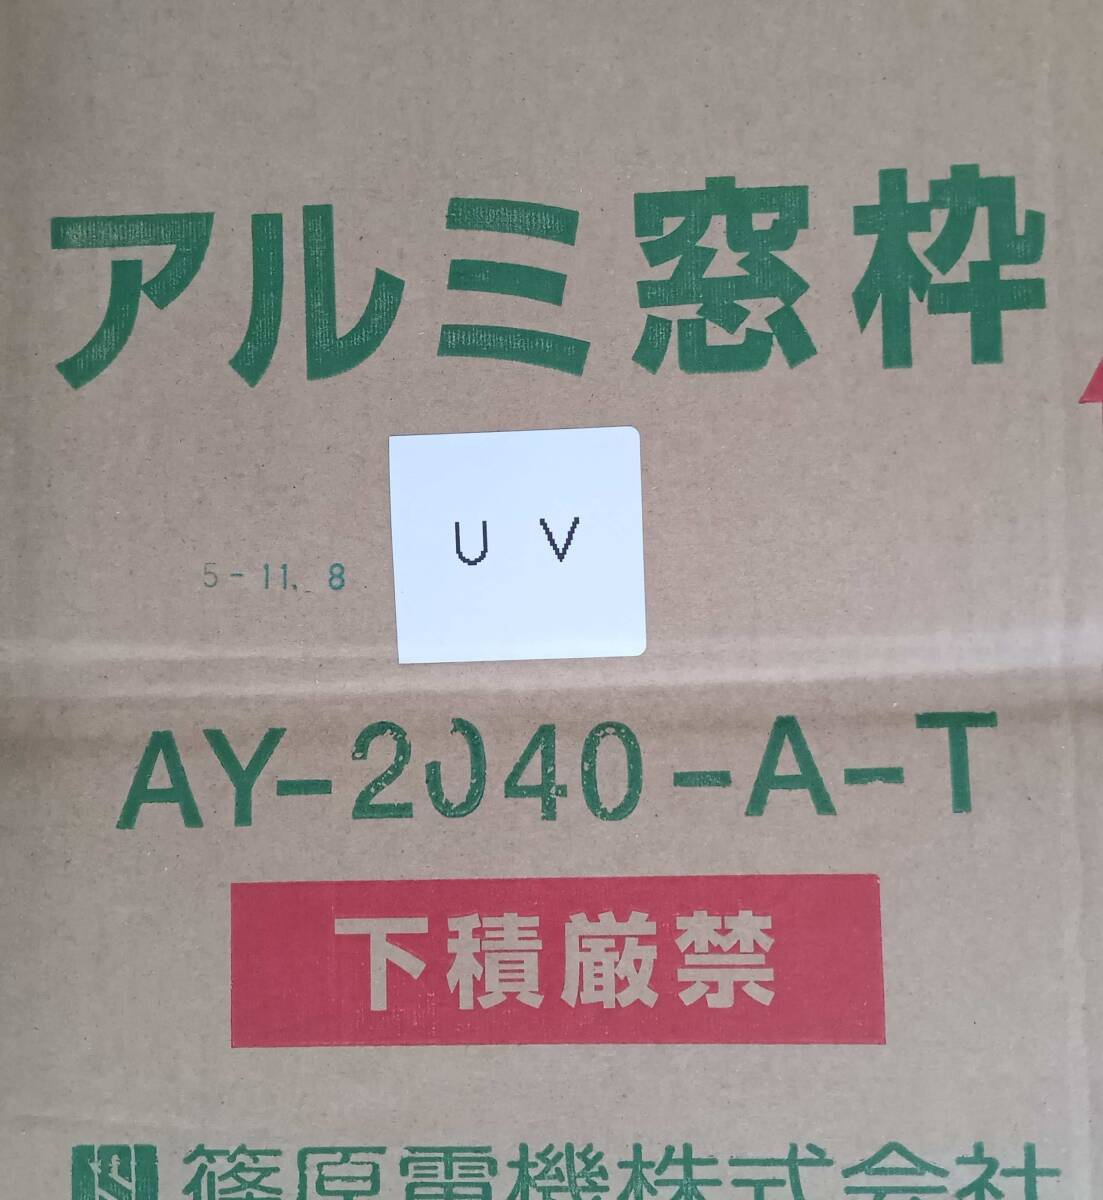 アルミ窓枠
U V
5-11. 8
AY-2040-A-T
下積厳禁
篠原電機株式会社